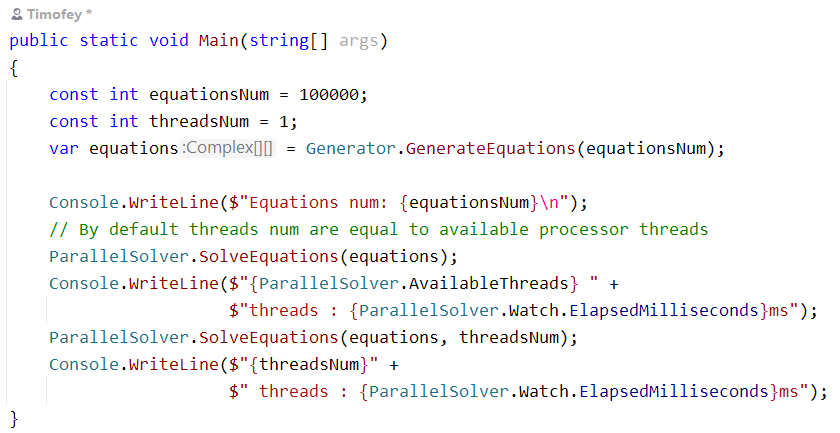 Timofey *
public static void Main(string[] args)
{
    const int equationsNum = 100000;
    const int threadsNum = 1;
    var equations :Complex[][] = Generator.GenerateEquations(equationsNum);

    Console.WriteLine($"Equations num: {equationsNum}\n");
    // By default threads num are equal to available processor threads
    ParallelSolver.SolveEquations(equations);
    Console.WriteLine($"{ParallelSolver.AvailableThreads} " +
                      $"threads : {ParallelSolver.Watch.ElapsedMilliseconds}ms");
    ParallelSolver.SolveEquations(equations, threadsNum);
    Console.WriteLine($"{threadsNum}" +
                      $" threads : {ParallelSolver.Watch.ElapsedMilliseconds}ms");
}